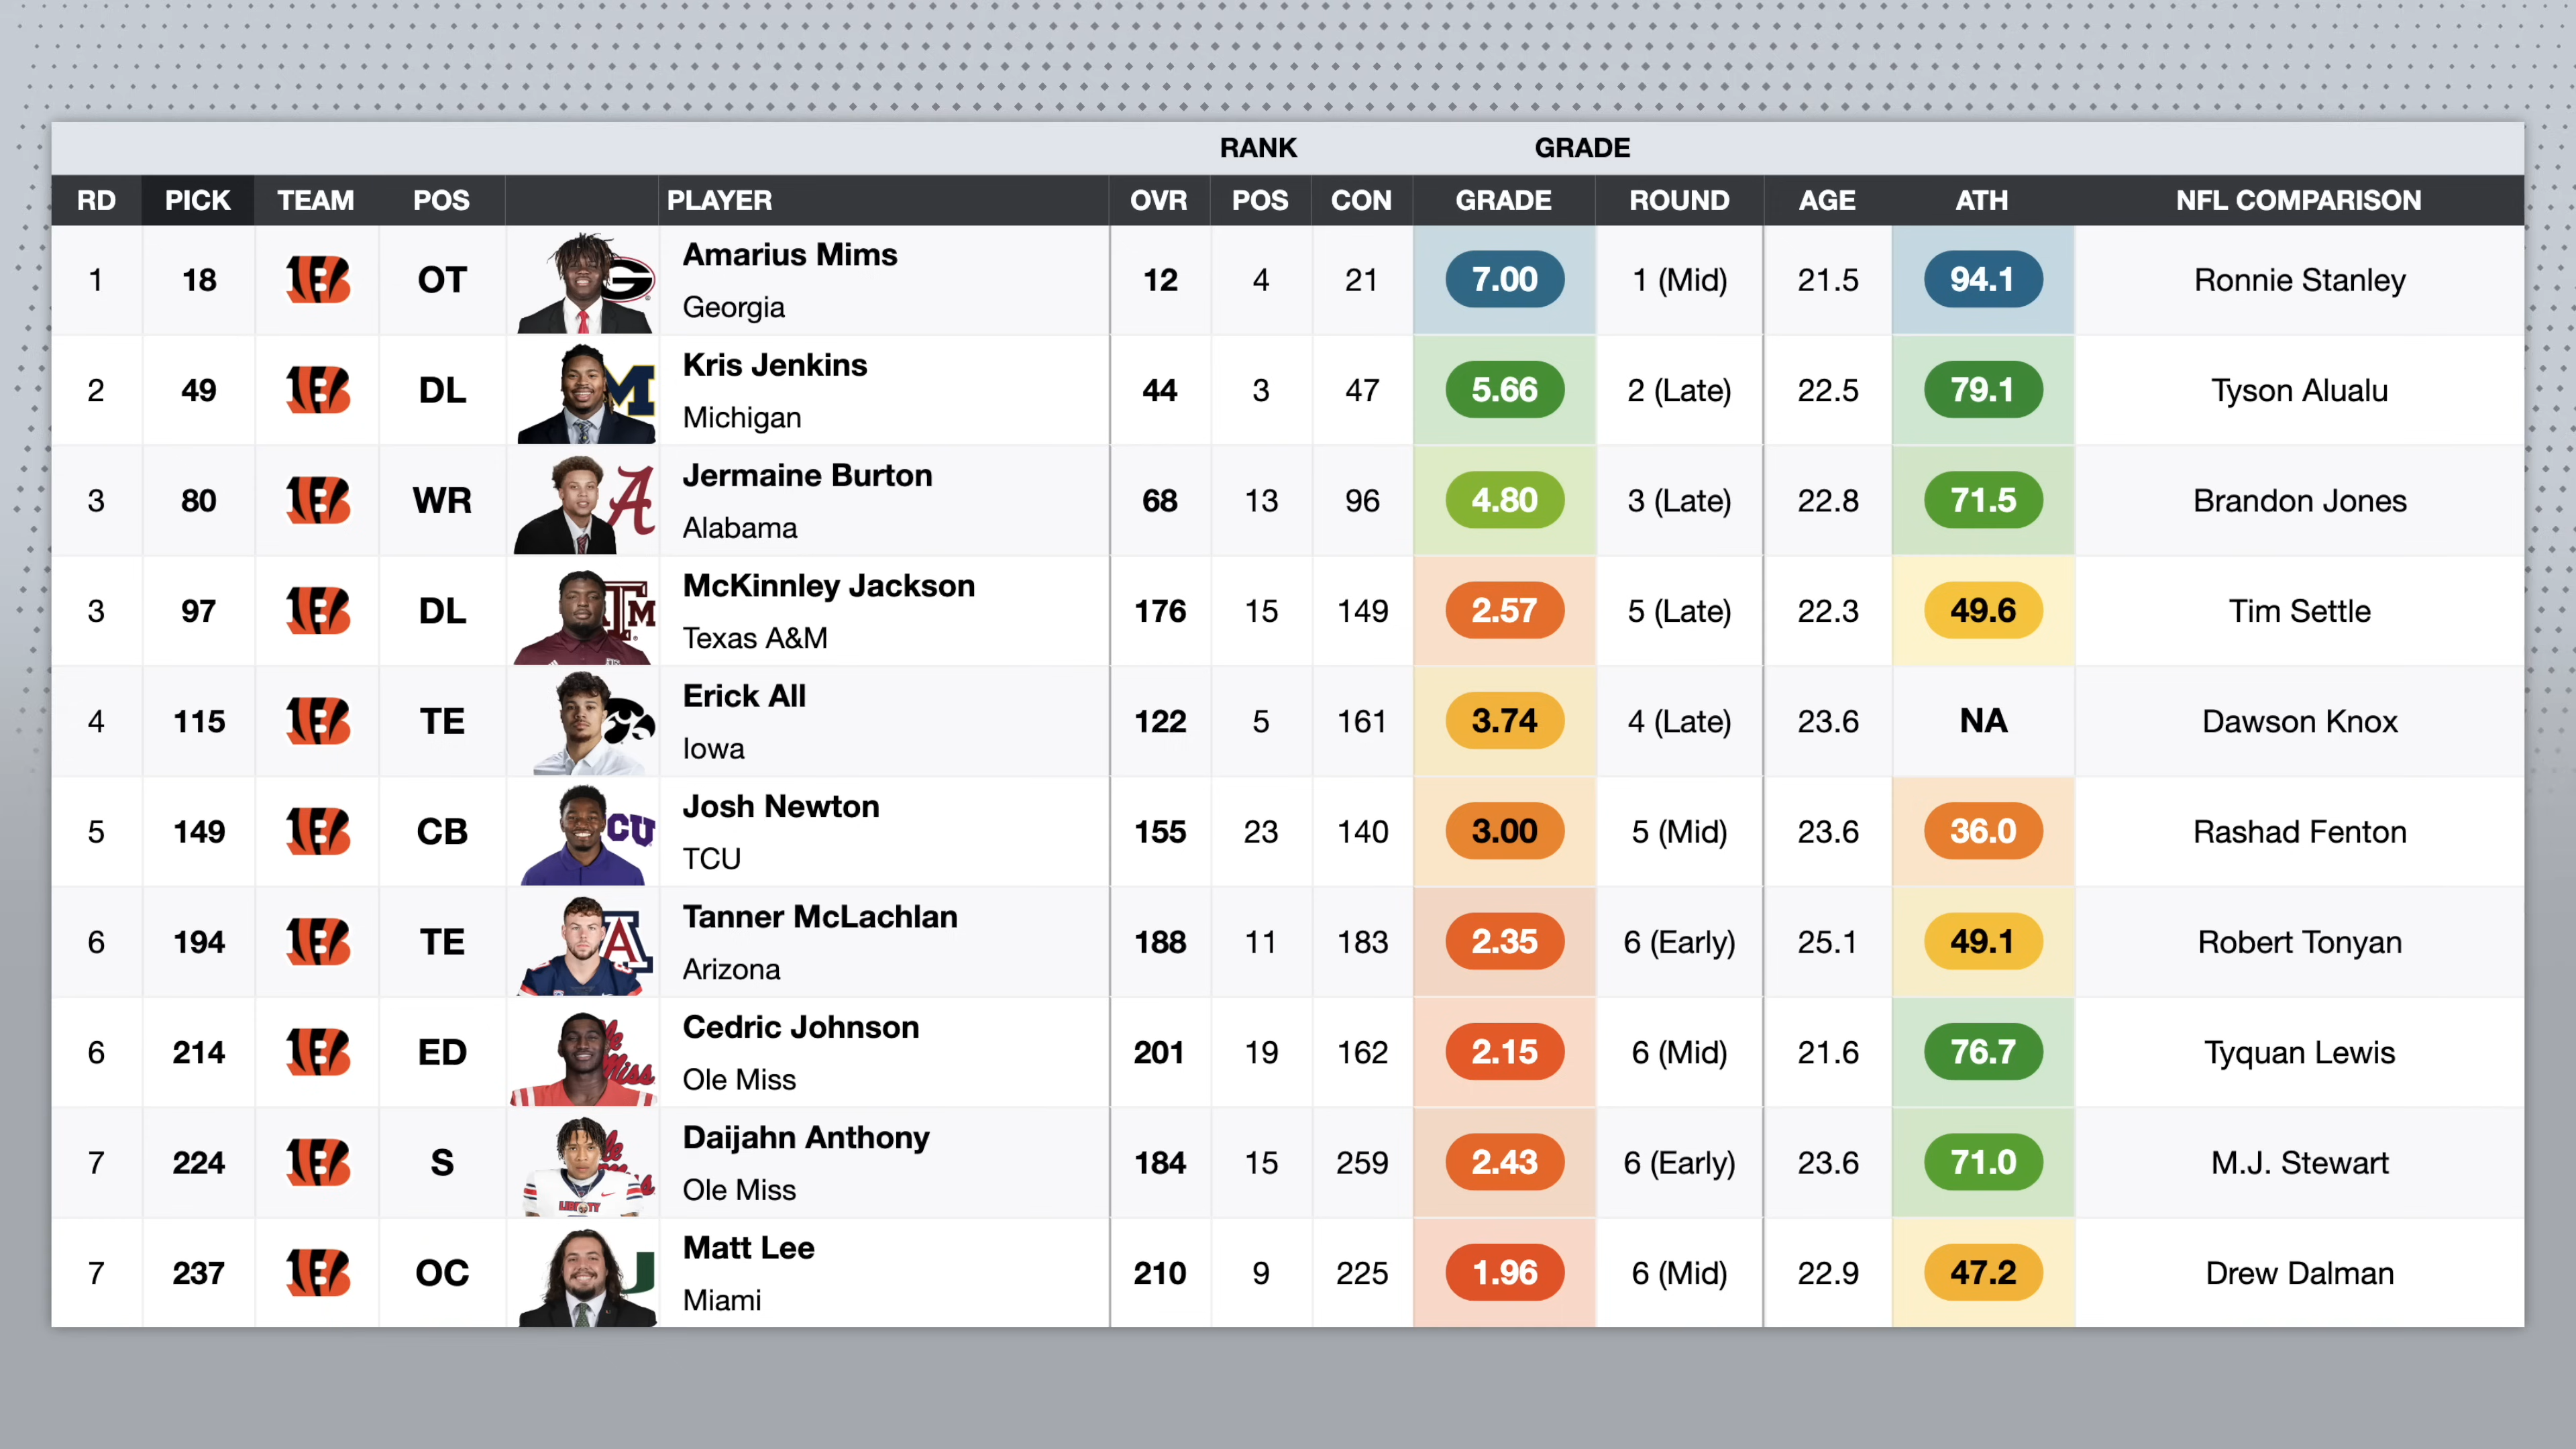 RANK GRADE
RD PICK TEAM POS PLAYER OVR POS CON GRADE ROUND AGE ATH NFL COMPARISON
1 18 OT Amarius Mims Georgia 12 4 21 7.00 1 (Mid) 21.5 94.1 Ronnie Stanley
2 49 DL Kris Jenkins Michigan 44 3 47 5.66 2 (Late) 22.5 79.1 Tyson Alualu
3 80 WR Jermaine Burton Alabama 68 13 96 4.80 3 (Late) 22.8 71.5 Brandon Jones
3 97 DL McKinnley Jackson Texas A&M 176 15 149 2.57 5 (Late) 22.3 49.6 Tim Settle
4 115 TE Erick All Iowa 122 5 161 3.74 4 (Late) 23.6 NA Dawson Knox
5 149 CB Josh Newton TCU 155 23 140 3.00 5 (Mid) 23.6 36.0 Rashad Fenton
6 194 TE Tanner McLachlan Arizona 188 11 183 2.35 6 (Early) 25.1 49.1 Robert Tonyan
6 214 ED Cedric Johnson Ole Miss 201 19 162 2.15 6 (Mid) 21.6 76.7 Tyquan Lewis
7 224 S Daijahn Anthony Ole Miss 184 15 259 2.43 6 (Early) 23.6 71.0 M.J. Stewart
7 237 OC Matt Lee Miami 210 9 225 1.96 6 (Mid) 22.9 47.2 Drew Dalman